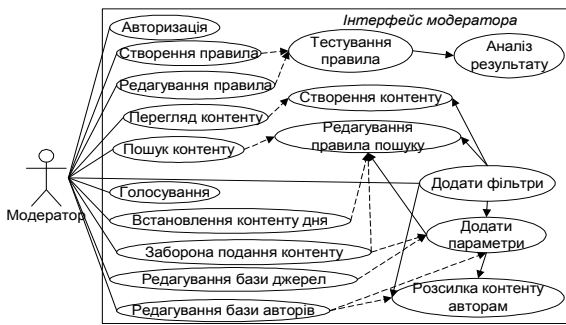 Інтерфейс модератора
Авторизація
Створення правила
Редагування правила
Перегляд контенту
Пошук контенту
Голосування
Встановлення контенту дня
Заборона подання контенту
Редагування бази джерел
Редагування бази авторів
Модератор
Тестування
правила
Аналіз
результату
Створення контенту
Редагування
правила пошуку
Додати фільтри
Додати
параметри
Розсилка контенту
авторам